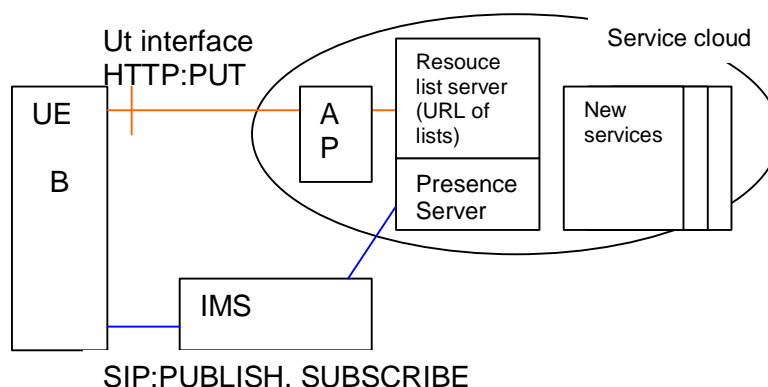 Ut interface
HTTP:PUT
Service cloud
UE
B
A
P
Resouce
list server
(URL of
lists)
New
services
Presence
Server
IMS
SIP:PUBLISH, SUBSCRIBE